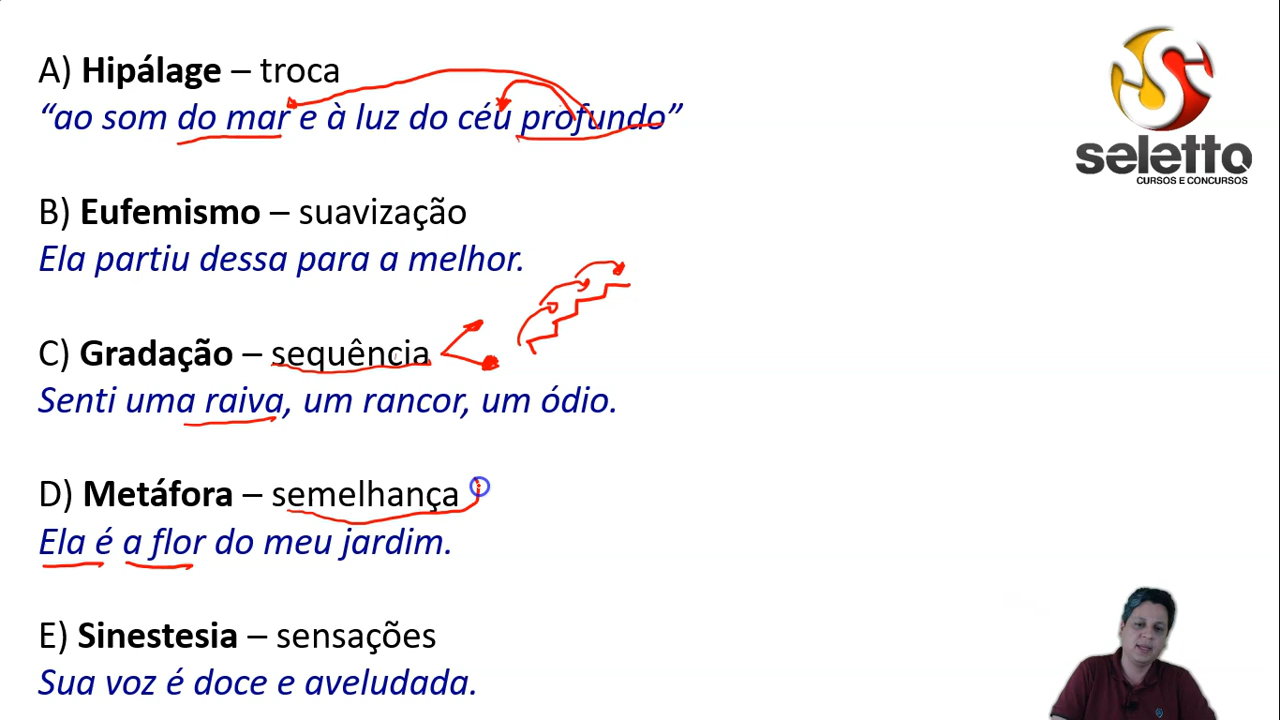 A) Hipálage – troca
“ao som do mar e à luz do céu profundo”
B) Eufemismo – suavização
Ela partiu dessa para a melhor.
C) Gradação – sequência
Senti uma raiva, um rancor, um ódio.
D) Metáfora – semelhança
Ela é a flor do meu jardim.
E) Sinestesia – sensações
Sua voz é doce e aveludada.
seletto
CURSOS E CONCURSOS